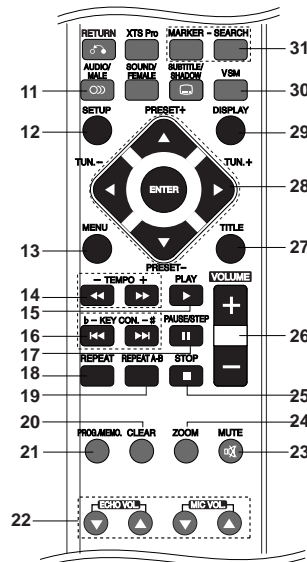 RETURN XTS Pro MARKER - SEARCH
31
AUDIO/ MALE SOUND/ FEMALE SUBTITLE/ SHADOW VSM
11
30
SETUP PRESET+ DISPLAY
12
29
TUN.- TUN.+
ENTER
28
MENU TITLE
13
27
PRESET-
- TEMPO + PLAY VOLUME
14
15
+
♭ - KEY CON. - ♯ PAUSE/STEP
16
26
17
-
REPEAT REPEAT A-B STOP
18
19
25
20
24
PROG./MEMO. CLEAR ZOOM MUTE
21
23
22
ECHO VOL. MIC VOL.